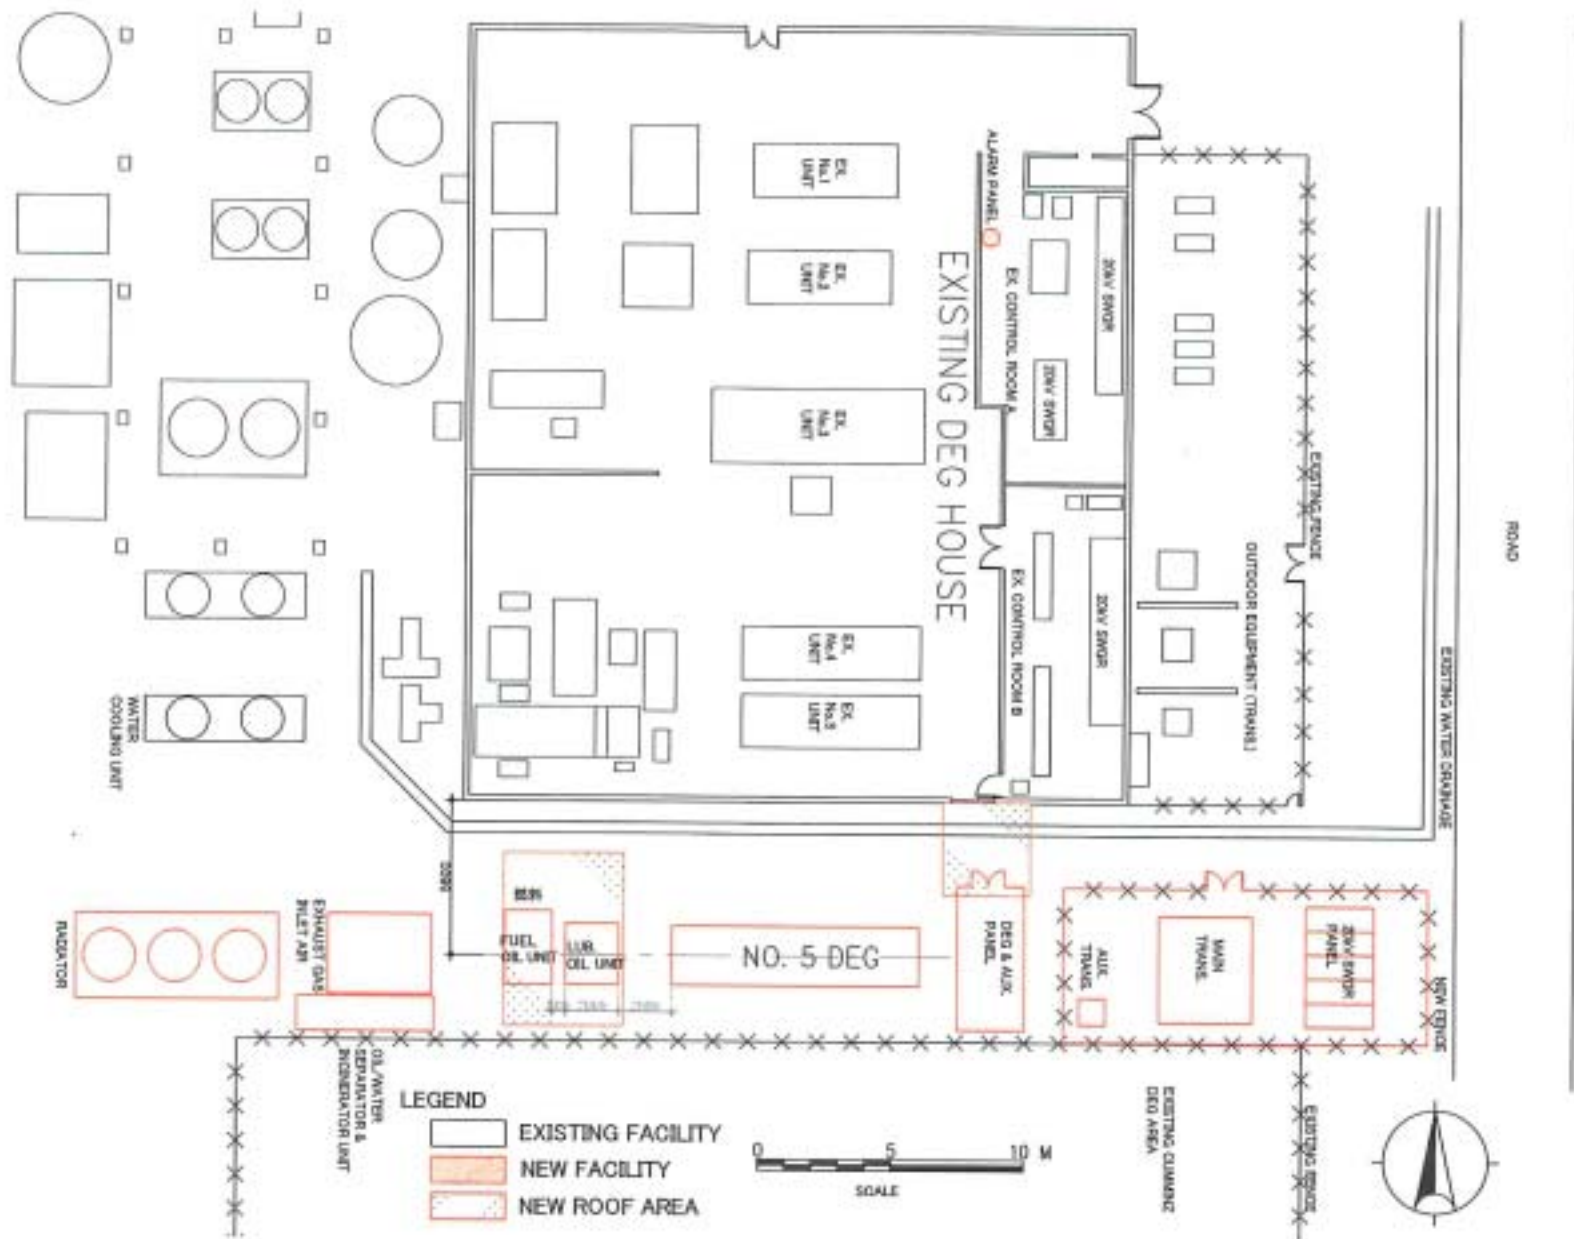 ALARM PANEL
EX.
No.1
UNIT
EX.
No.2
UNIT
EX.
No.3
UNIT
EX.
No.4
UNIT
EX.
No.5
UNIT
EXISTING DEG HOUSE
EX. CONTROL ROOM A
20kV SWGR
20kV SWGR
EX. CONTROL ROOM B
20kV SWGR
EXISTING FENCE
OUTDOOR EQUIPMENT (TRANS.)
ROAD
EXISTING WATER DRAINAGE
WATER
COOLING UNIT
RADIATOR
EXHAUST GAS
INLET AIR
FUEL
OIL UNIT
LUB.
OIL UNIT
NO. 5 DEG
DEG & AUX.
PANEL
AUX.
TRANS.
MAIN
TRANS.
20kV SWGR
PANEL
NEW FENCE
OIL/WATER
SEPARATOR &
INCINERATOR UNIT
EXISTING CUMMINZ
DEG AREA
EXISTING FENCE
LEGEND
EXISTING FACILITY
NEW FACILITY
NEW ROOF AREA
0 5 10 M
SCALE